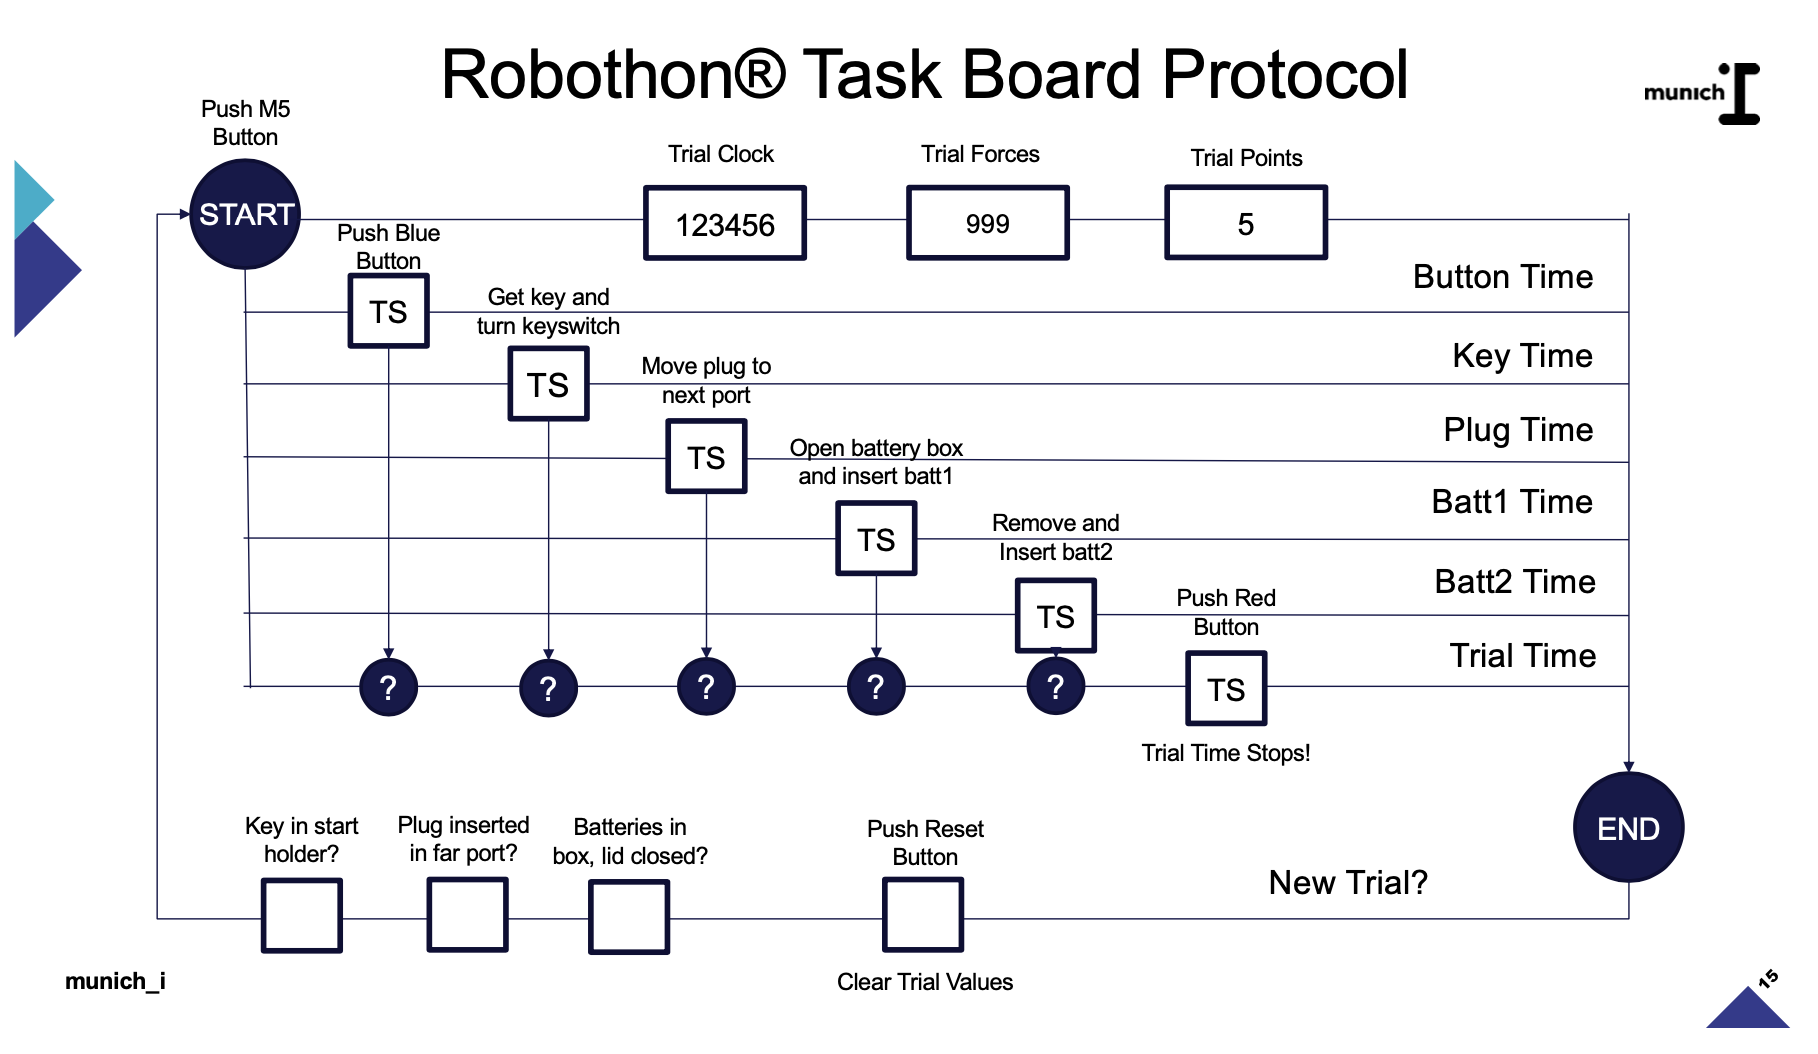 Robothon® Task Board Protocol
munich
Push M5
Button
START
Trial Clock
123456
Trial Forces
999
Trial Points
5
Push Blue
Button
TS
Button Time
Get key and
turn keyswitch
TS
Key Time
Move plug to
next port
TS
Plug Time
Open battery box
and insert batt1
TS
Batt1 Time
Remove and
Insert batt2
TS
Batt2 Time
Push Red
Button
TS
Trial Time
? ? ? ? ?
Trial Time Stops!
END
Key in start
holder?
Plug inserted
in far port?
Batteries in
box, lid closed?
Push Reset
Button
New Trial?
Clear Trial Values
munich_i
15